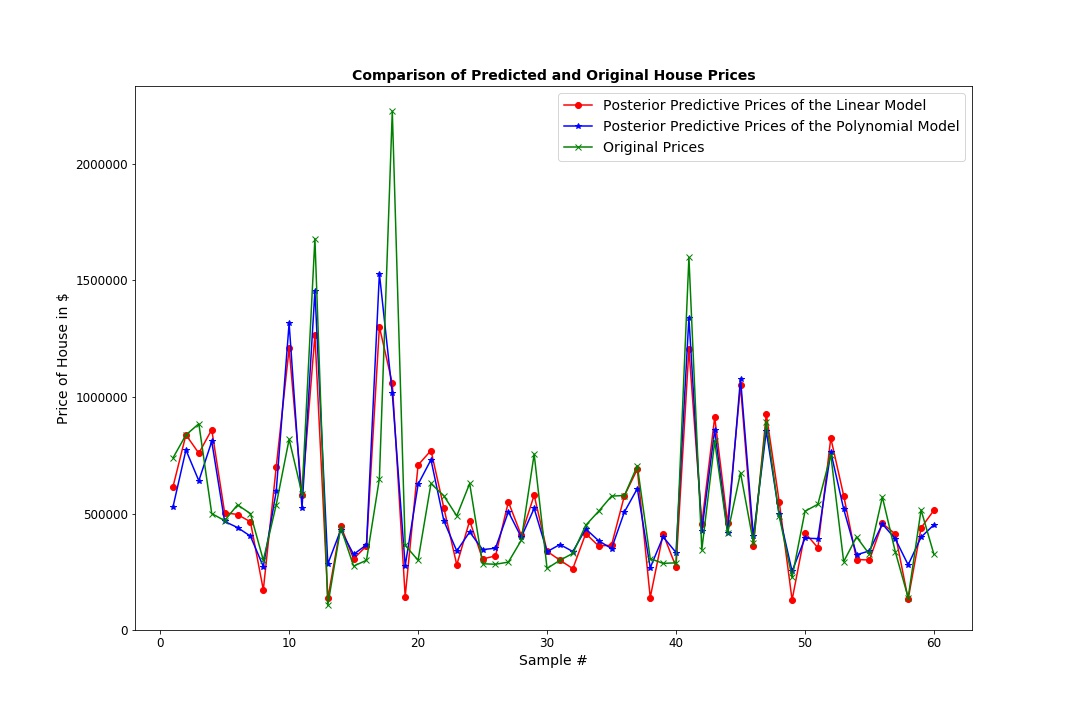 Comparison of Predicted and Original House Prices
Posterior Predictive Prices of the Linear Model
Posterior Predictive Prices of the Polynomial Model
Original Prices
Price of House in $
2000000
1500000
1000000
500000
0
0 10 20 30 40 50 60
Sample #